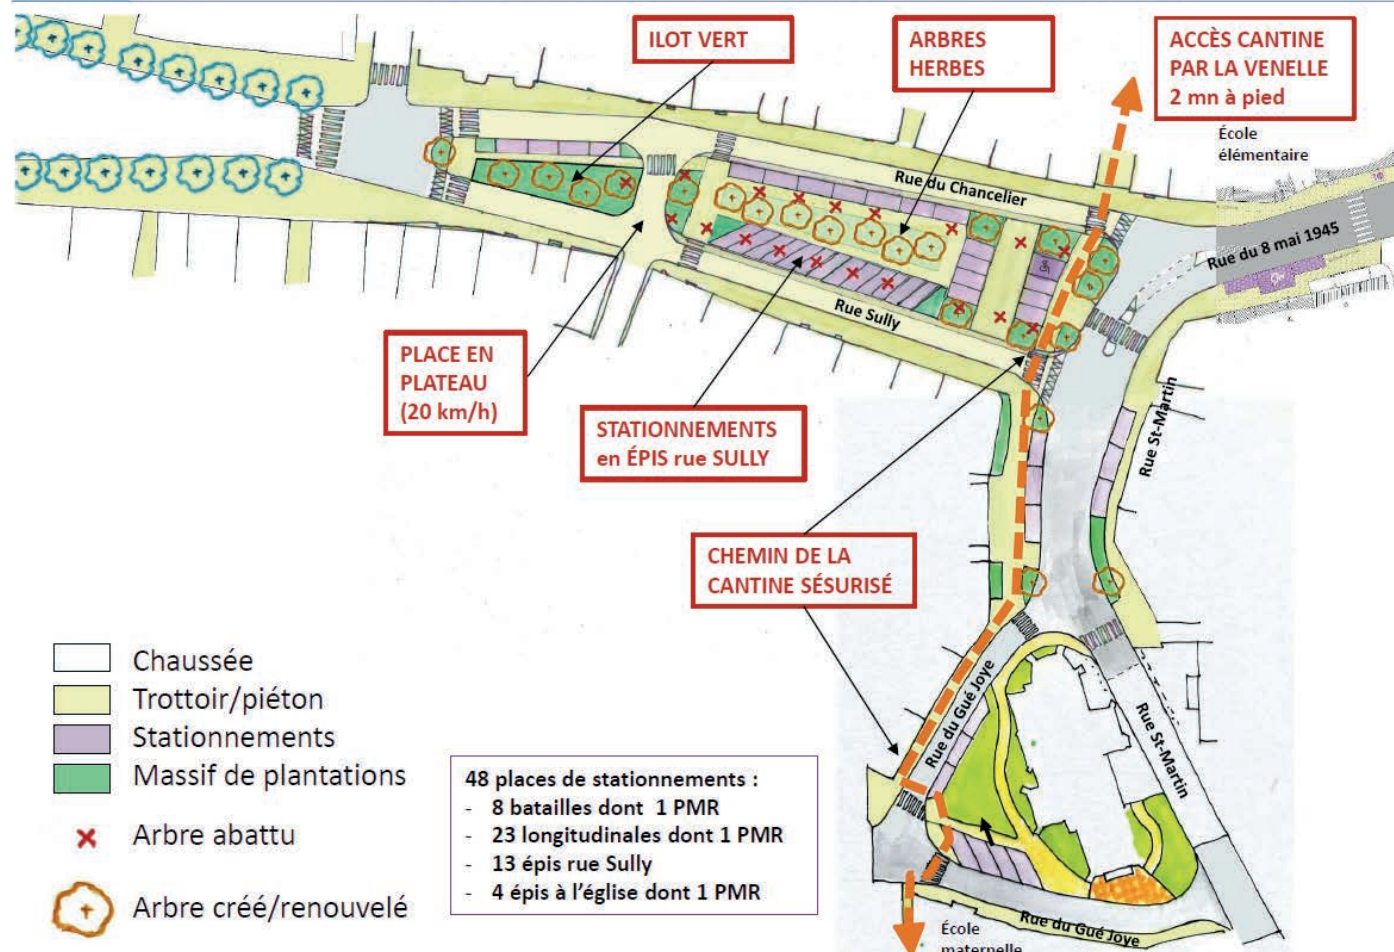 ILOT VERT
ARBRES
HERBES
ACCÈS CANTINE
PAR LA VENELLE
2 mn à pied
École
élémentaire
Rue du Chancelier
Rue du 8 mai 1945
Rue Sully
PLACE EN
PLATEAU
(20 km/h)
STATIONNEMENTS
en ÉPIS rue SULLY
Rue St-Martin
CHEMIN DE LA
CANTINE SÉSURISÉ
Chaussée
Trottoir/piéton
Stationnements
Massif de plantations
Arbre abattu
Arbre créé/renouvelé
48 places de stationnements :
- 8 batailles dont 1 PMR
- 23 longitudinales dont 1 PMR
- 13 épis rue Sully
- 4 épis à l'église dont 1 PMR
Rue du Gué Joye
Rue St-Martin
Rue du Gué Joye
École
maternelle